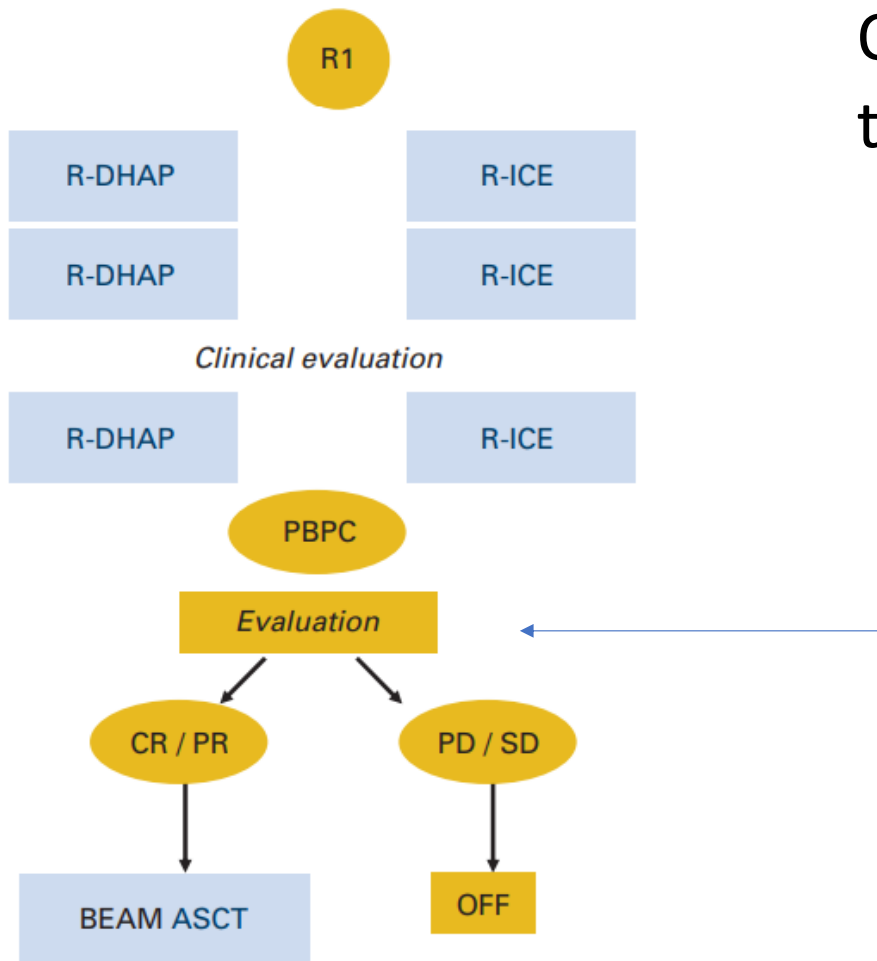 R1
R-DHAP R-ICE
R-DHAP R-ICE
Clinical evaluation
R-DHAP R-ICE
PBPC
Evaluation
CR / PR PD / SD
BEAM ASCT OFF